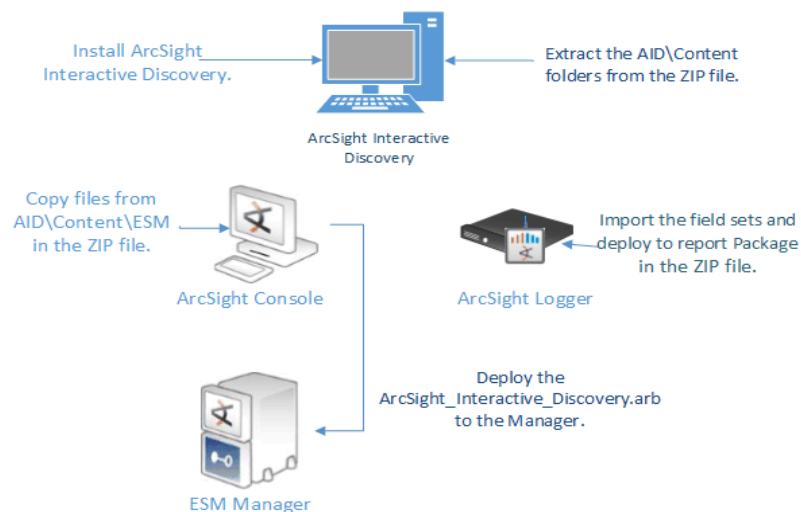 Install ArcSight
Interactive Discovery.
Extract the AID\Content
folders from the ZIP file.
ArcSight Interactive
Discovery
Copy files from
AID\Content\ESM
in the ZIP file.
ArcSight Console
Import the field sets and
deploy to report Package
in the ZIP file.
ArcSight Logger
Deploy the
ArcSight_Interactive_Discovery.arb
to the Manager.
ESM Manager